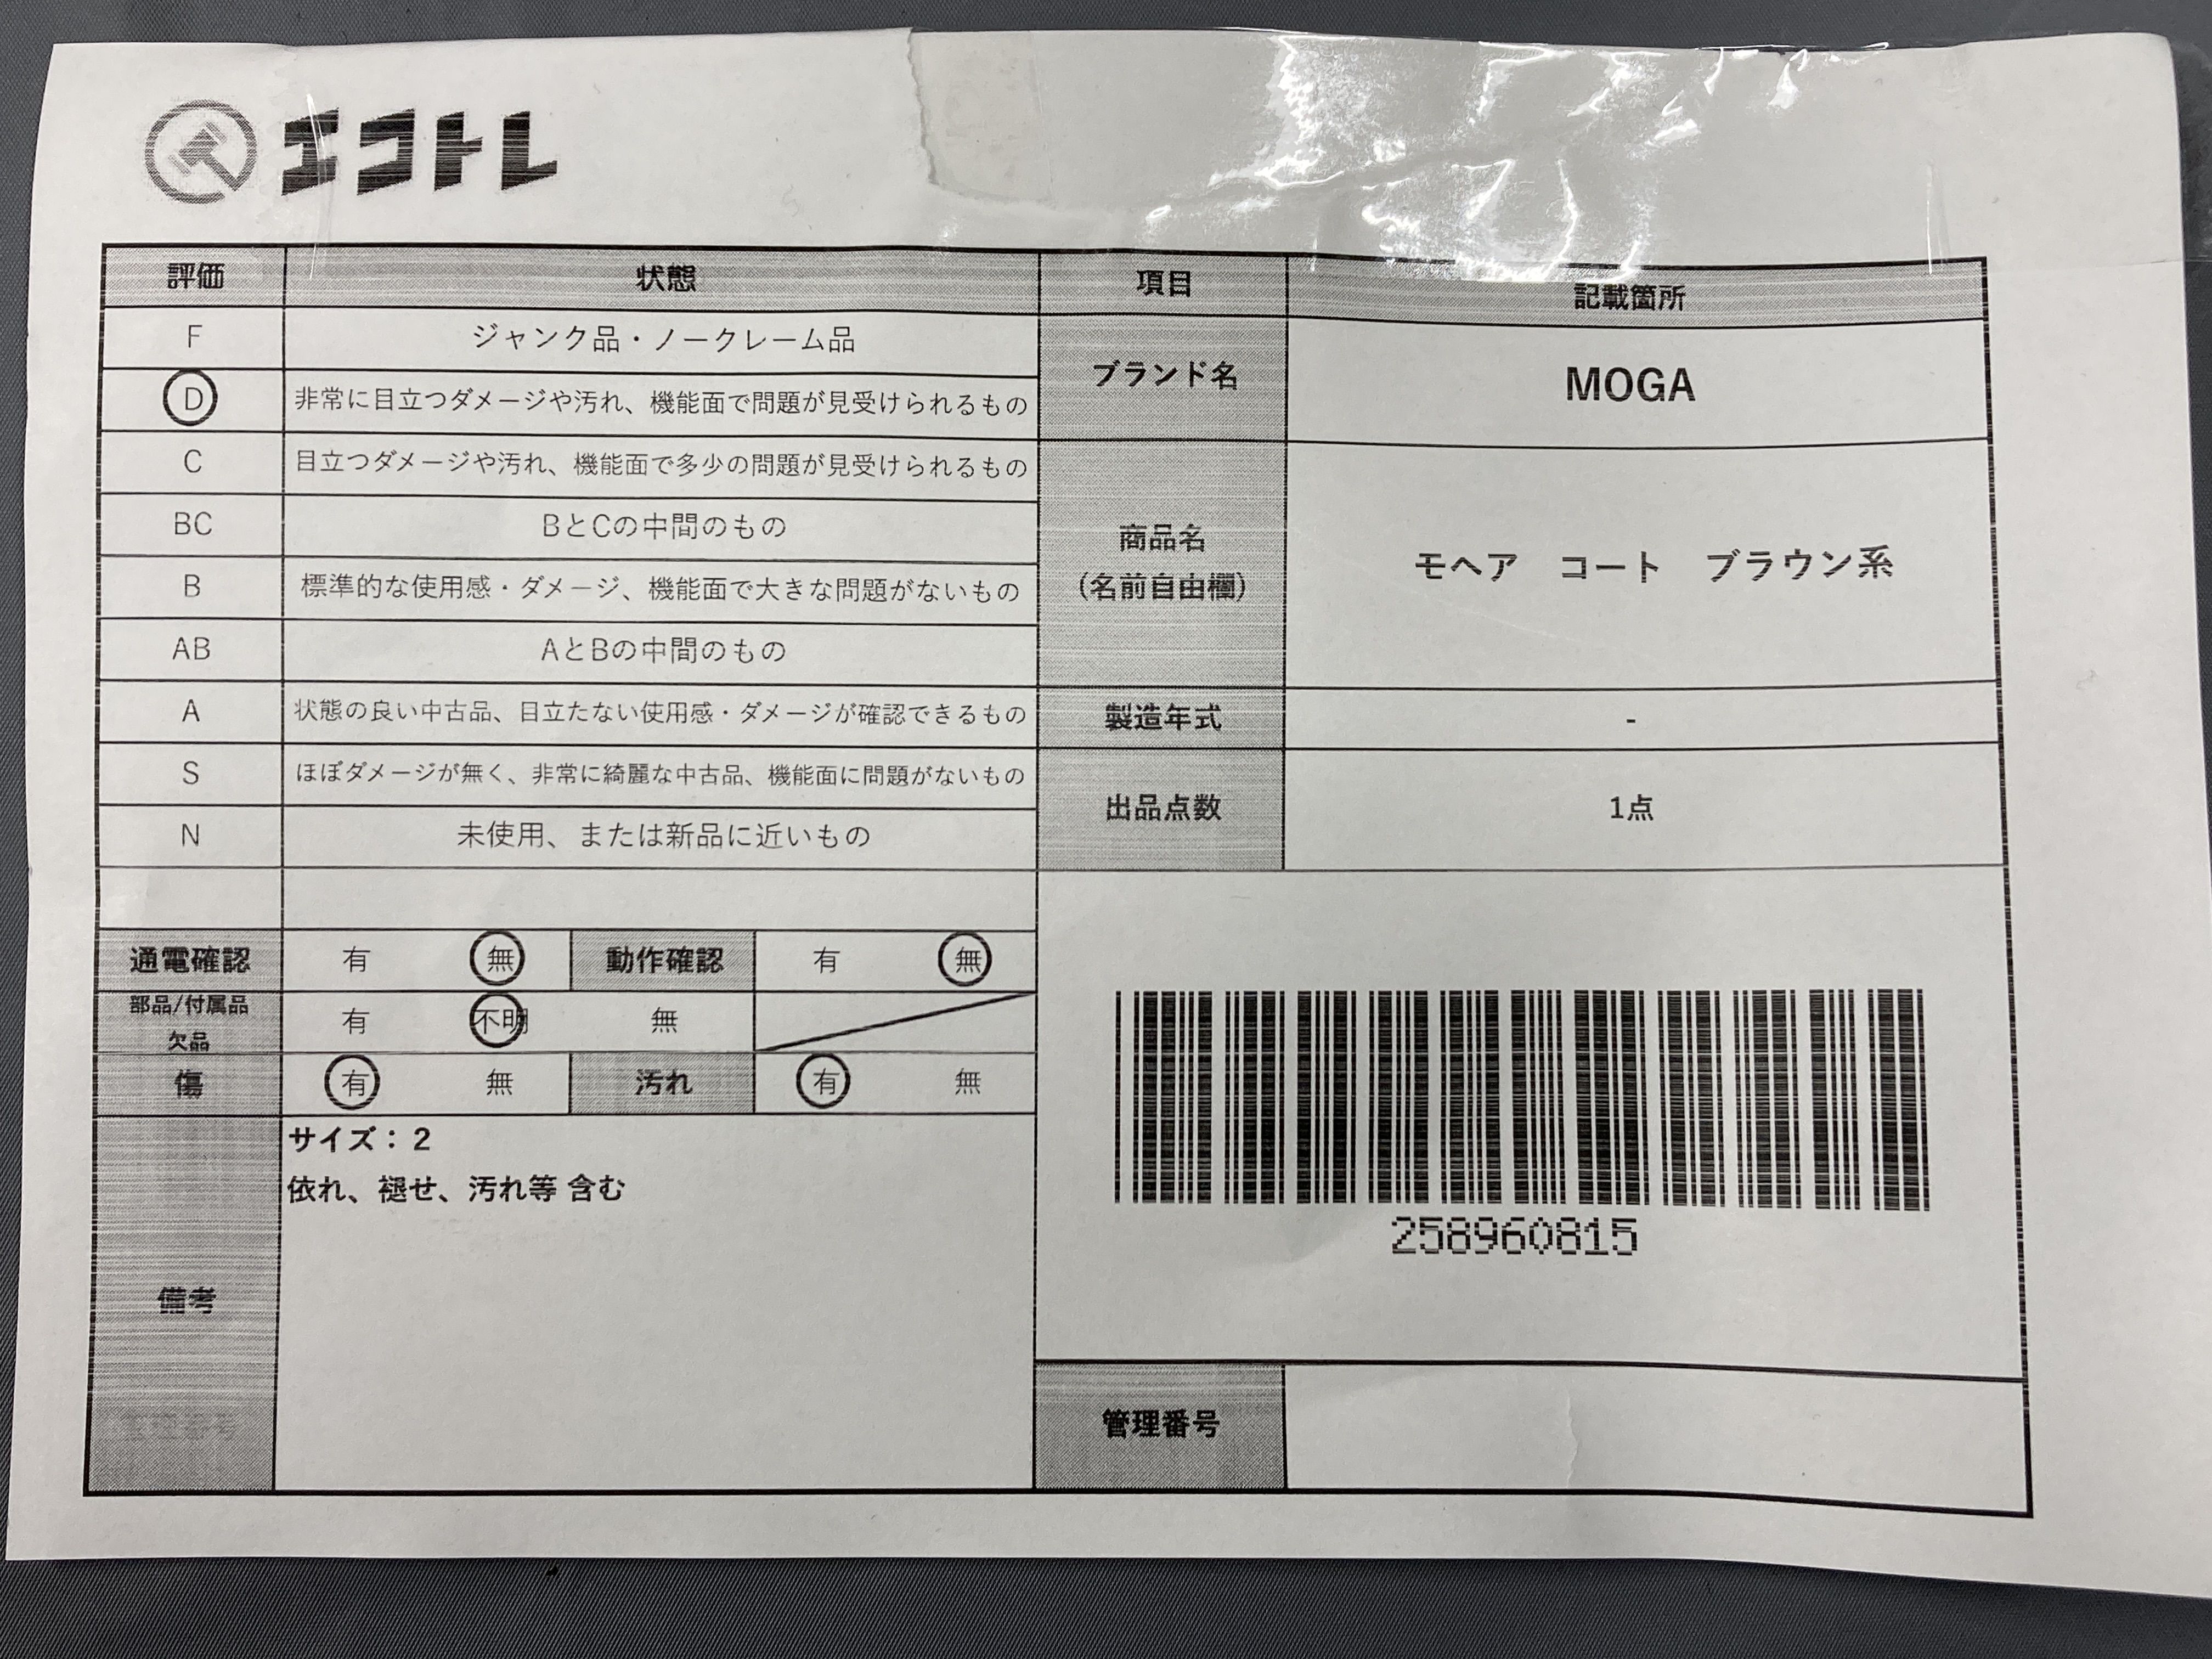 エコトレ
評価 状態 項目 記載箇所
F ジャンク品・ノークレーム品
D 非常に目立つダメージや汚れ、機能面で問題が見受けられるもの
ブランド名 MOGA
C 目立つダメージや汚れ、機能面で多少の問題が見受けられるもの
BC BとCの中間のもの
B 標準的な使用感・ダメージ、機能面で大きな問題がないもの
商品名
(名前自由欄)
モヘア コート ブラウン系
AB AとBの中間のもの
A 状態の良い中古品、目立たない使用感・ダメージが確認できるもの
製造年式 -
S ほぼダメージが無く、非常に綺麗な中古品、機能面に問題がないもの
出品点数 1点
N 未使用、または新品に近いもの
通電確認 有 無 動作確認 有 無
部品/付属品
欠品
有 不明 無
傷 有 無 汚れ 有 無
備考
サイズ：2
依れ、褪せ、汚れ等 含む
258960815
管理番号